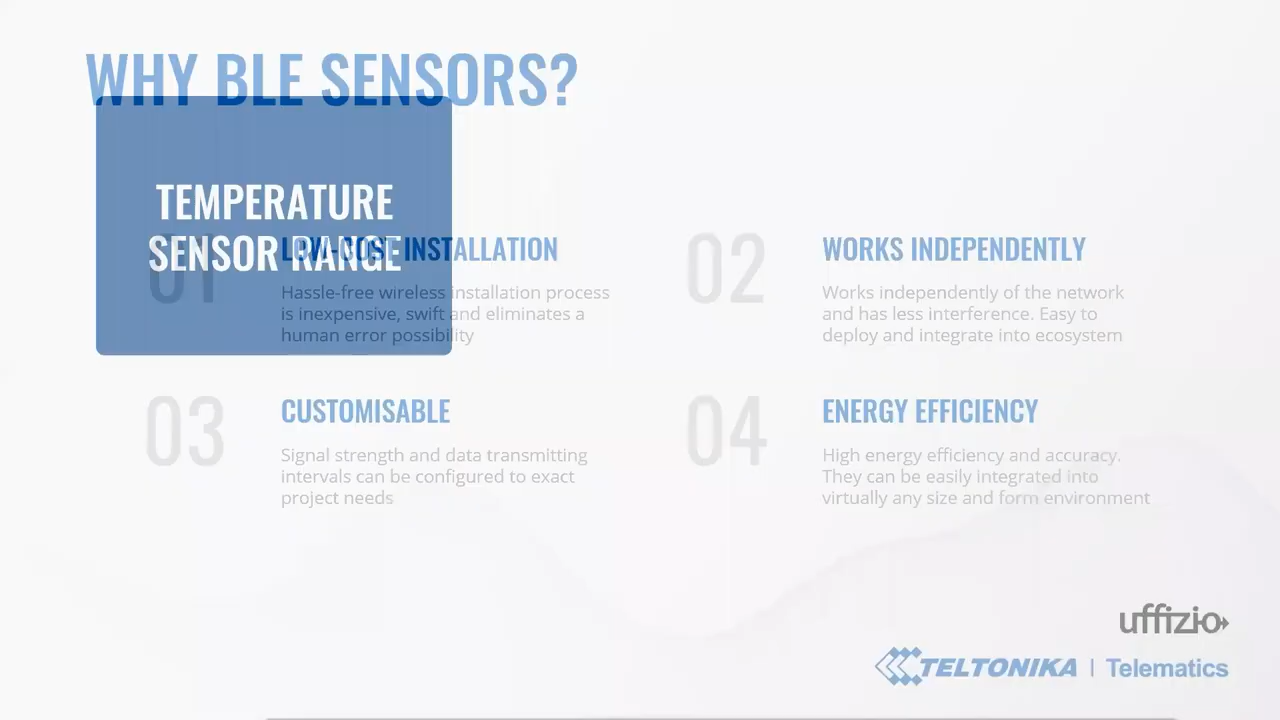 WHY BLE SENSORS?
TEMPERATURE
SENSOR RANGE
01
LOW-COST INSTALLATION
Hassle-free wireless installation process
is inexpensive, swift and eliminates a
human error possibility
02
WORKS INDEPENDENTLY
Works independently of the network
and has less interference. Easy to
deploy and integrate into ecosystem
03
CUSTOMISABLE
Signal strength and data transmitting
intervals can be configured to exact
project needs
04
ENERGY EFFICIENCY
High energy efficiency and accuracy.
They can be easily integrated into
virtually any size and form environment
uffizio
TELTONIKA | Telematics